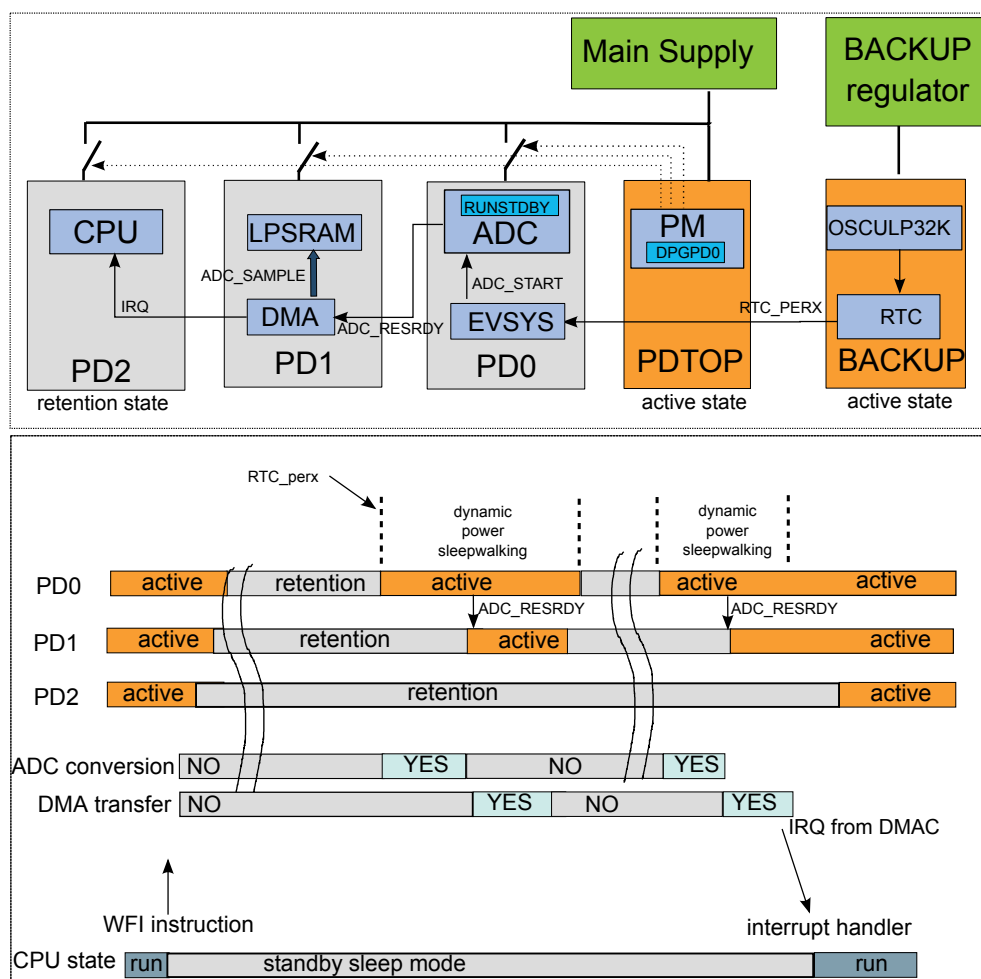 Main Supply
BACKUP
regulator
CPU
LPSRAM
RUNSTDBY
ADC
PM
DPGPD0
OSCULP32K
ADC_SAMPLE
ADC_START
IRQ
DMA
ADC_RESRDY
EVSYS
RTC_PERX
RTC
PD2
PD1
PD0
PDTOP
BACKUP
retention state
active state
active state
RTC_perx
dynamic
power
sleepwalking
dynamic
power
sleepwalking
PD0
active
retention
active
active
active
ADC_RESRDY
ADC_RESRDY
PD1
active
retention
active
active
PD2
active
retention
active
ADC conversion
NO
YES
NO
YES
DMA transfer
NO
YES
NO
YES
IRQ from DMAC
WFI instruction
interrupt handler
CPU state
run
standby sleep mode
run